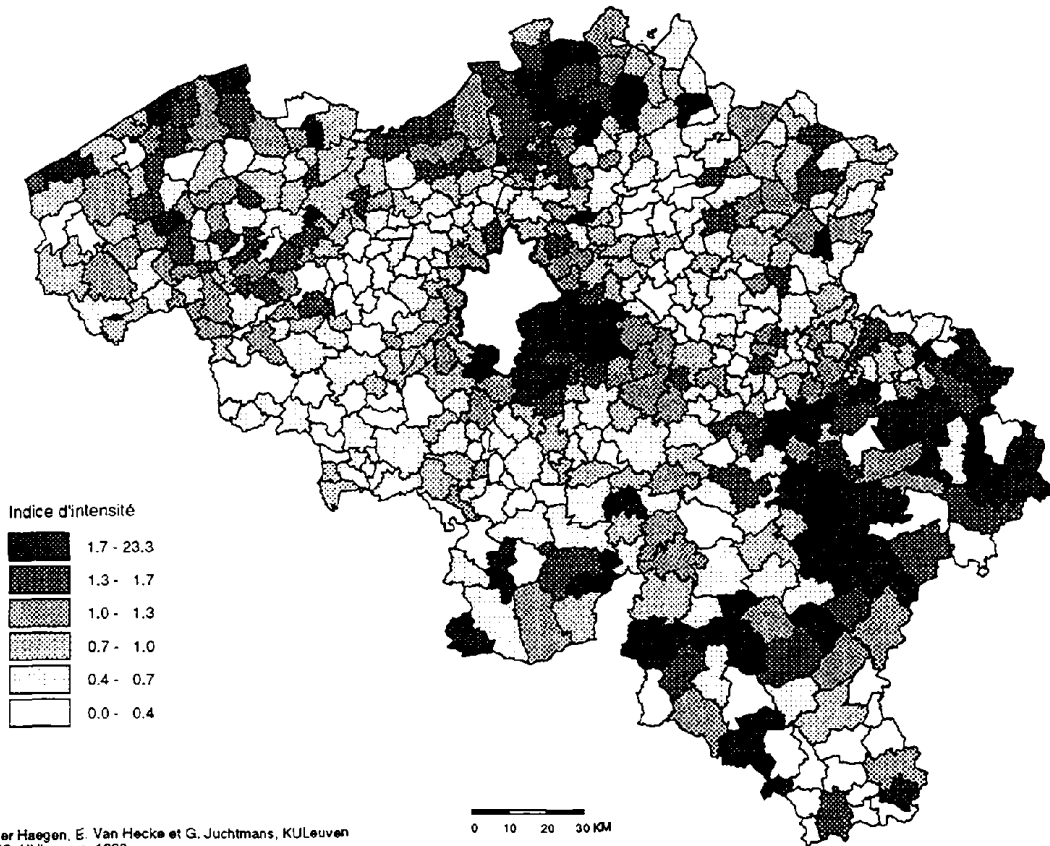 Indice d'intensité
1.7 - 23.3
1.3 - 1.7
1.0 - 1.3
0.7 - 1.0
0.4 - 0.7
0.0 - 0.4
0 10 20 30 KM
er Haegen, E. Van Hecke et G. Juchtmans, KULeuven